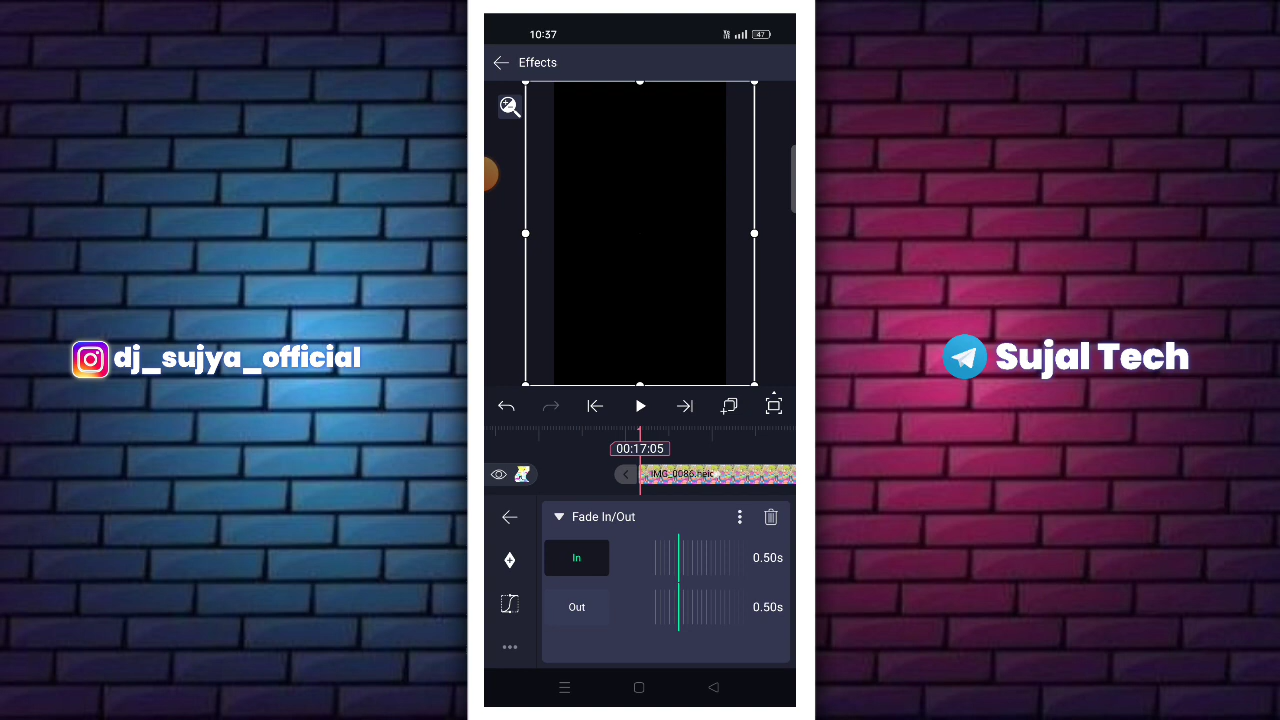 10:37
47
Effects
00:17:05
IMG_0086.heic
Fade In/Out
In
0.50s
Out
0.50s
dj_sujya_official
Sujal Tech